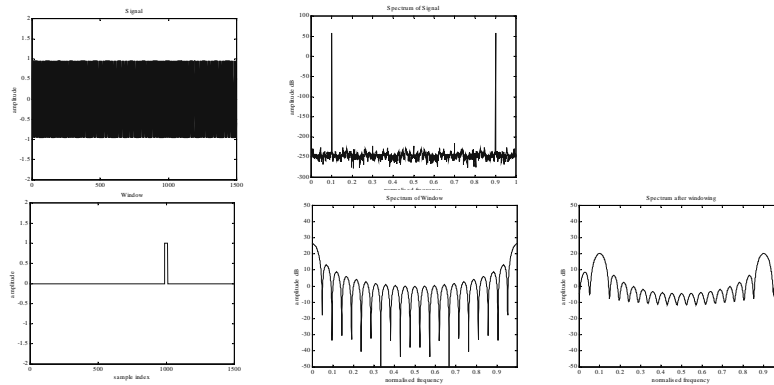 Signal
2
1.5
1
0.5
0
-0.5
-1
-1.5
-2
amplitude
0 500 1000 1500
Spectrum of Signal
100
50
0
-50
-100
-150
-200
-250
-300
amplitude dB
0 0.1 0.2 0.3 0.4 0.5 0.6 0.7 0.8 0.9 1
normalised frequency
Window
2
1.5
1
0.5
0
-0.5
-1
-1.5
-2
amplitude
0 500 1000 1500
sample index
Spectrum of Window
50
40
30
20
10
0
-10
-20
-30
-40
-50
amplitude dB
0 0.1 0.2 0.3 0.4 0.5 0.6 0.7 0.8 0.9
normalised frequency
Spectrum after windowing
50
40
30
20
10
0
-10
-20
-30
-40
-50
amplitude dB
0 0.1 0.2 0.3 0.4 0.5 0.6 0.7 0.8 0.9
normalised frequency